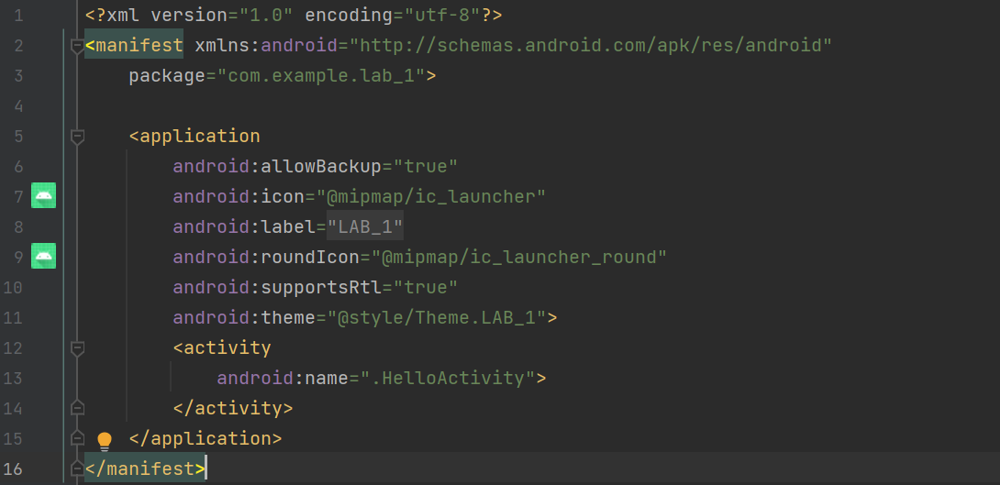 1 <?xml version="1.0" encoding="utf-8"?>
2 <manifest xmlns:android="http://schemas.android.com/apk/res/android"
3     package="com.example.lab_1">
4
5     <application
6         android:allowBackup="true"
7         android:icon="@mipmap/ic_launcher"
8         android:label="LAB_1"
9         android:roundIcon="@mipmap/ic_launcher_round"
10         android:supportsRtl="true"
11         android:theme="@style/Theme.LAB_1">
12         <activity
13             android:name=".HelloActivity">
14         </activity>
15     </application>
16 </manifest>